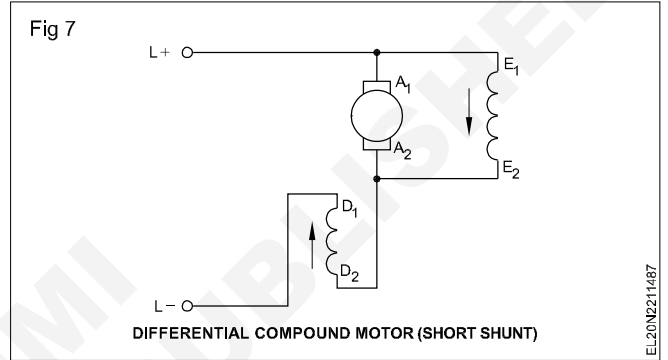 Fig 7
L+
E1
A1
A2
E2
D1
D2
L−
DIFFERENTIAL COMPOUND MOTOR (SHORT SHUNT)
EL20N2211487